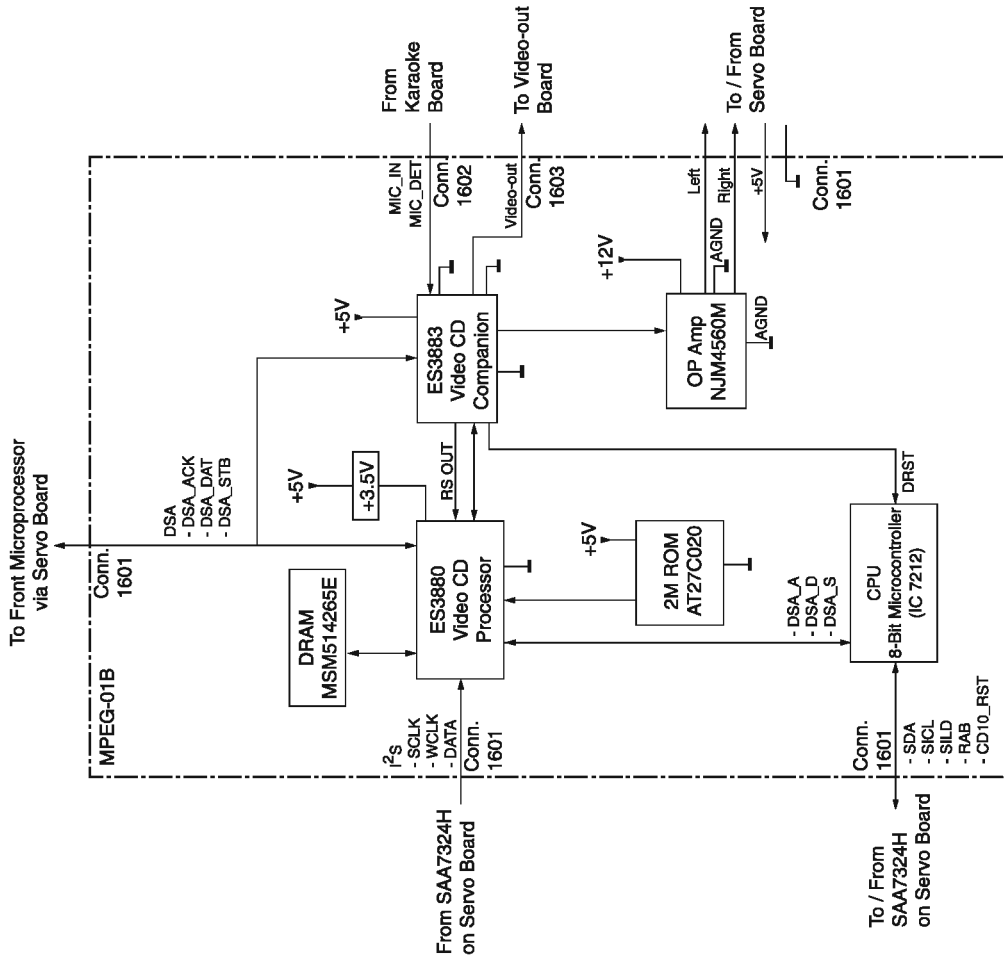 To Front Microprocessor
via Servo Board
From
Karaoke
Board
To Video-out
Board
To / From
Servo Board
MPEG-01B
Conn.
1601
DSA
- DSA_ACK
- DSA_DAT
- DSA_STB
MIC_IN
MIC_DET
Conn.
1602
Video-out
Conn.
1603
Left
Right
+5V
Conn.
1601
+5V
+3.5V
+5V
+12V
AGND
DRAM
MSM514265E
ES3880
Video CD
Processor
RS OUT
ES3883
Video CD
Companion
OP Amp
NJM4560M
AGND
I²S
- SCLK
- WCLK
- DATA
Conn.
1601
From SAA7324H
on Servo Board
+5V
2M ROM
AT27C020
- DSA_A
- DSA_D
- DSA_S
DRST
CPU
8-Bit Microcontroller
(IC 7212)
Conn.
1601
- SDA
- SICL
- SILD
- RAB
- CD10_RST
To / From
SAA7324H
on Servo Board